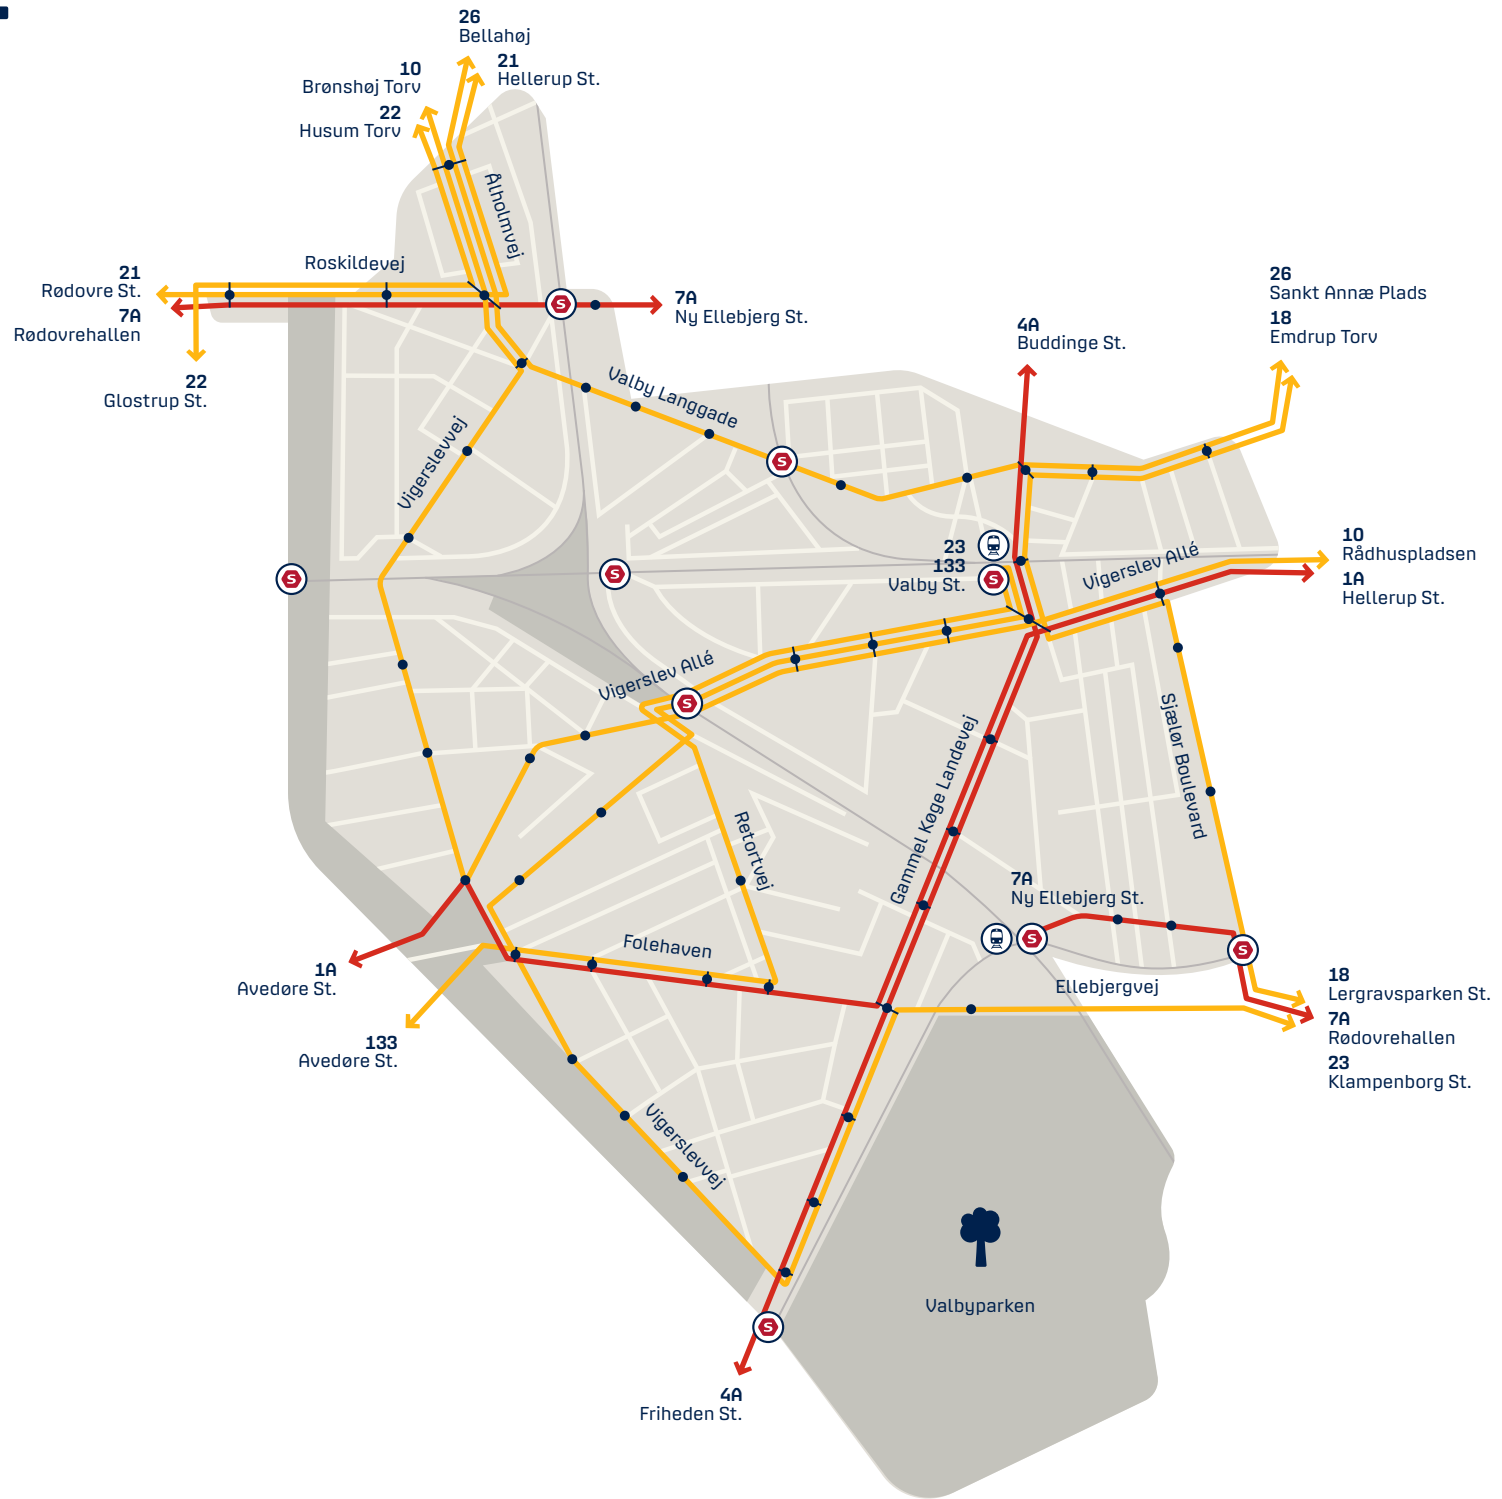 26
Bellahøj
21
Hellerup St.
10
Brønshøj Torv
22
Husum Torv
Ålholmvej
Roskildevej
21
Rødovre St.
7A
Rødovrehallen
22
Glostrup St.
7A
Ny Ellebjerg St.
26
Sankt Annæ Plads
18
Emdrup Torv
4A
Buddinge St.
Valby Langgade
Vigerslevvej
23
133
Valby St.
Vigerslev Allé
10
Rådhuspladsen
1A
Hellerup St.
Vigerslev Allé
Sjælør Boulevard
Gammel Køge Landevej
Retortvej
7A
Ny Ellebjerg St.
Folehaven
1A
Avedøre St.
133
Avedøre St.
Ellebjergvej
18
Lergravsparken St.
7A
Rødovrehallen
23
Klampenborg St.
Vigerslevvej
Valbyparken
4A
Friheden St.
S
S
S
S
S
S
S
S
S